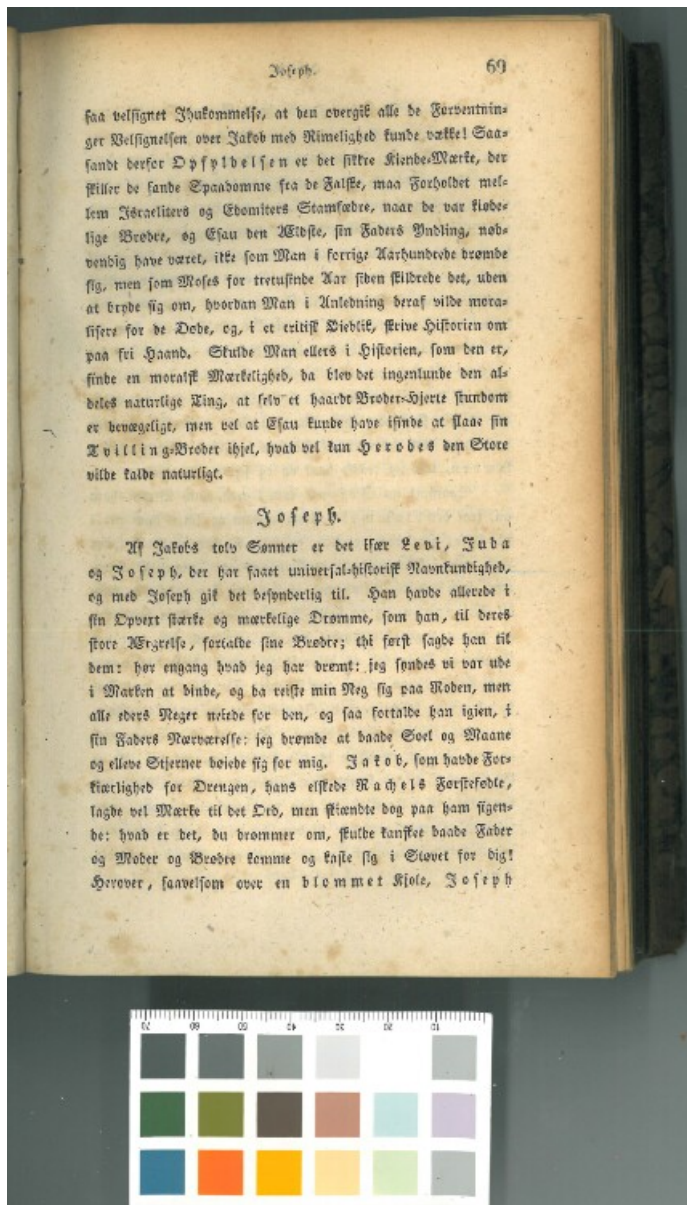 Joseph.
69
saa velsignet Ihukommelse, at den overgik alle de Forventnin-
ger Velsignelsen over Jakob med Rimelighed kunde vække! Saa-
sandt derfor Opfyldelsen er det sikkre Kiende-Mærke, der
skiller de sande Spaadomme fra de Falske, maa Forholdet mel-
lem Israeliters og Edomiters Stamfædre, naar de var kiøde-
lige Brødre, og Esau den Ældste, sin Faders Yndling, nød-
vendig have været, ikke som Man i forrige Aarhundrede drømde
sig, men som Moses for tretusinde Aar siden skildrede det, uden
at bryde sig om, hvordan Man i Anledning deraf vilde mora-
lisere for de Døde, og, i et critisk Øieblik, skrive Historien om
paa fri Haand. Skulde Man ellers i Historien, som den er,
finde en moralsk Mærkelighed, da blev det ingenlunde den al-
deles naturlige Ting, at selv et haardt Broder-Hjerte stundom
er bevægeligt, men vel at Esau kunde have isinde at slaae sin
Tvilling-Broder ihjel, hvad vel kun Herodes den Store
vilde kalde naturligt.
Joseph.
Af Jakobs tolv Sønner er det især Levi, Juda
og Joseph, der har faaet universal-historisk Navnkundighed,
og med Joseph gik det besynderlig til. Han havde allerede i
sin Opvext stærke og mærkelige Drømme, som han, til deres
store Ærgrelse, fortalde sine Brødre; thi først sagde han til
dem: hør engang hvad jeg har drømt: jeg syndes vi var ude
i Marken at binde, og da reiste min Neg sig paa Roden, men
alle eders Neger neiede for den, og saa fortalde han igien, i
sin Faders Nærværelse: jeg drømde at baade Soel og Maane
og elleve Stjerner bøiede sig for mig. Jakob, som havde For-
kiærlighed for Drengen, hans elskede Rachels Førstefødte,
lagde vel Mærke til det Ord, men skiændte dog paa ham sigen-
de: hvad er det, du drømmer om, skulde kanskee baade Fader
og Moder og Brødre komme og kaste sig i Støvet for dig!
Herover, saavelsom over en blommet Kjole, Joseph
70 60 50 40 30 20 10